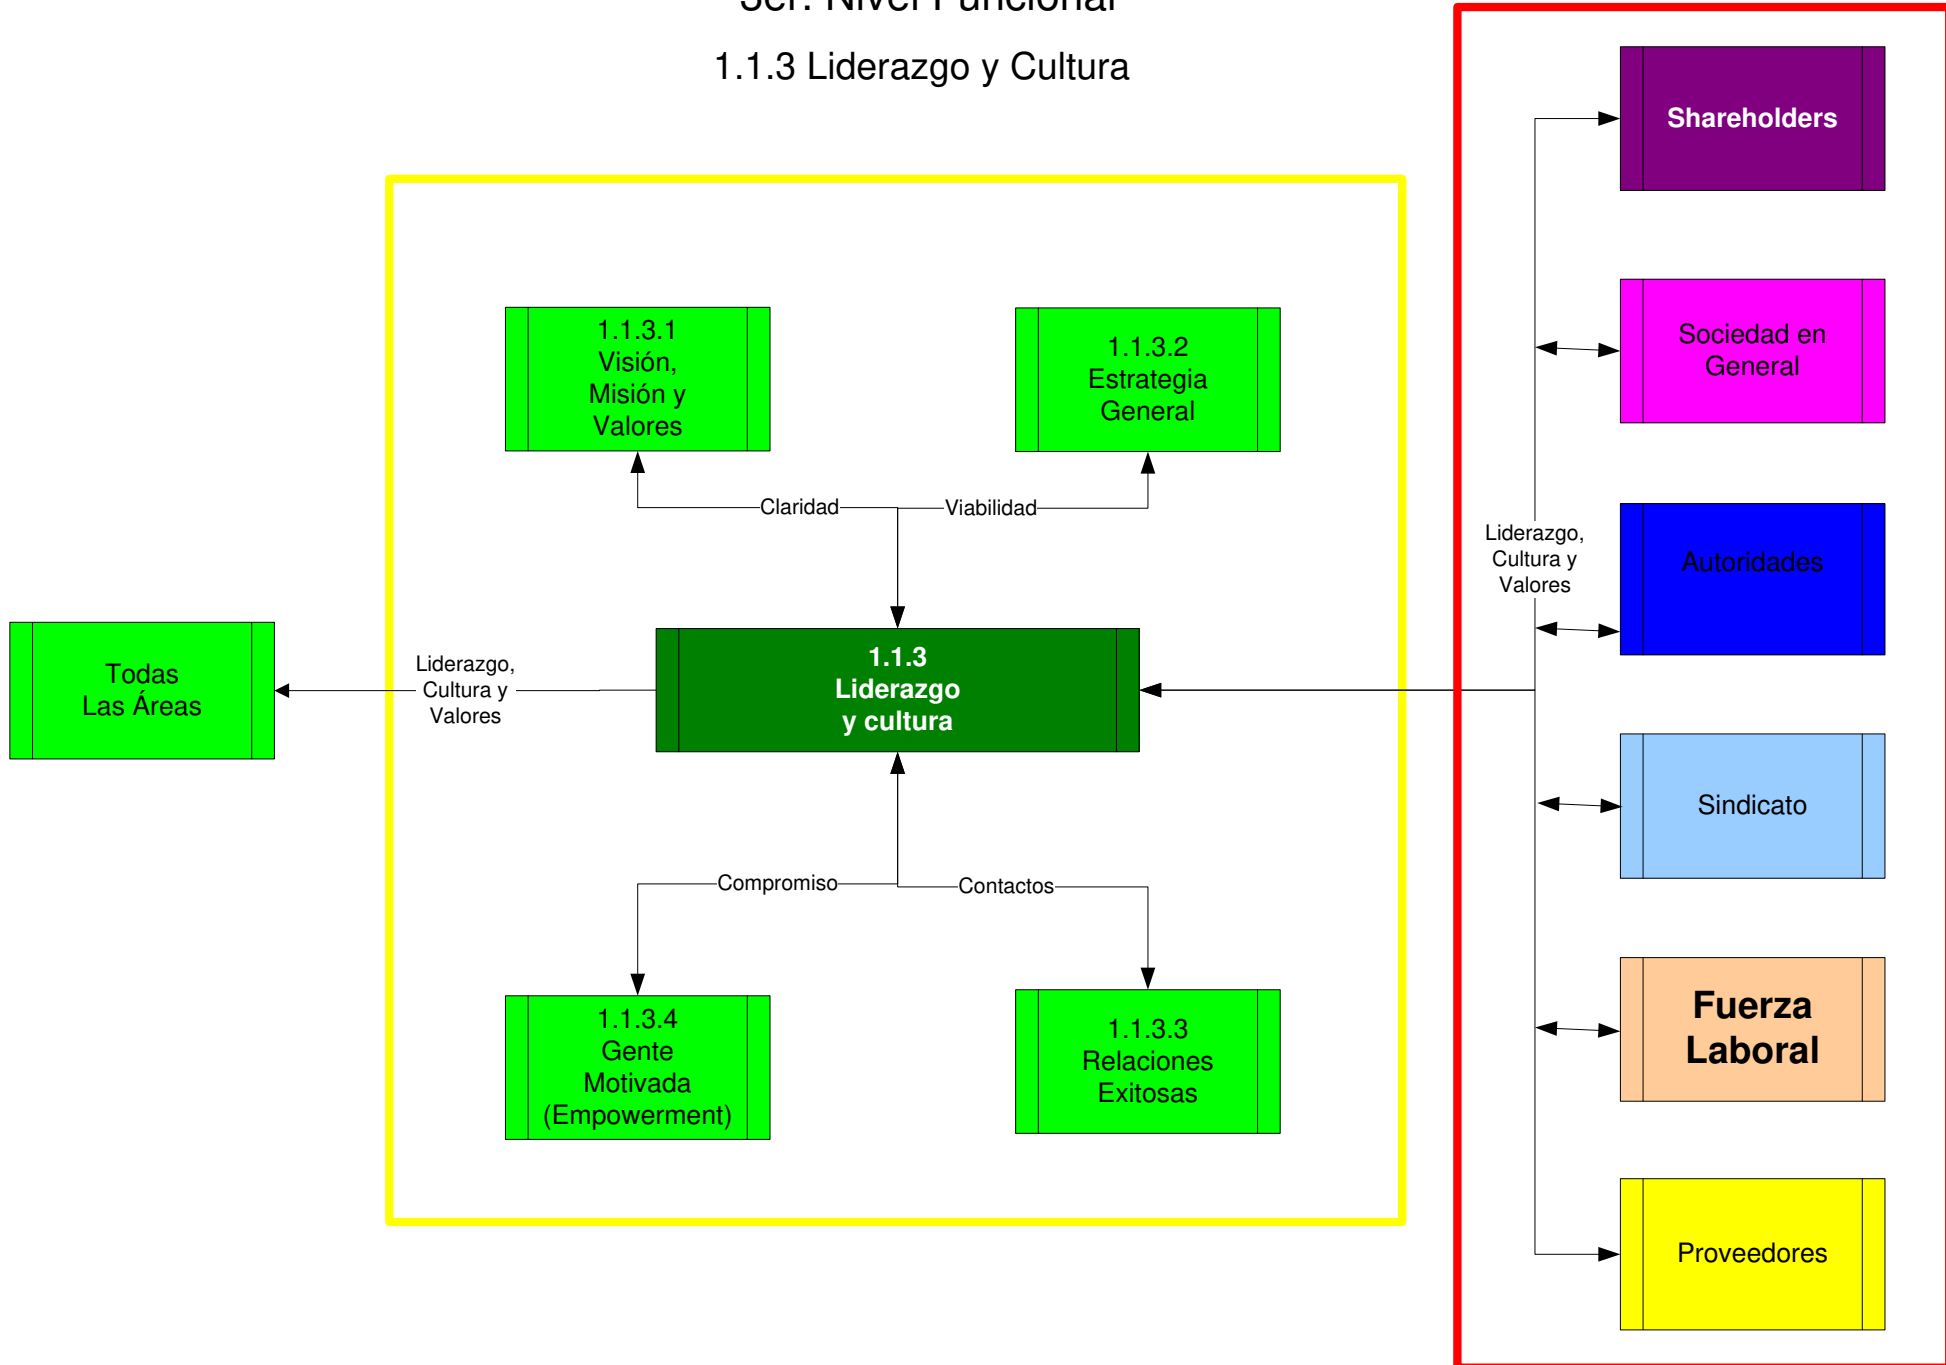 3er. Nivel Funcional
1.1.3 Liderazgo y Cultura
Shareholders
1.1.3.1
Visión,
Misión y
Valores
1.1.3.2
Estrategia
General
Sociedad en
General
Claridad
Viabilidad
Liderazgo,
Cultura y
Valores
Autoridades
Todas
Las Áreas
Liderazgo,
Cultura y
Valores
1.1.3
Liderazgo
y cultura
Sindicato
Compromiso
Contactos
1.1.3.4
Gente
Motivada
(Empowerment)
1.1.3.3
Relaciones
Exitosas
Fuerza
Laboral
Proveedores